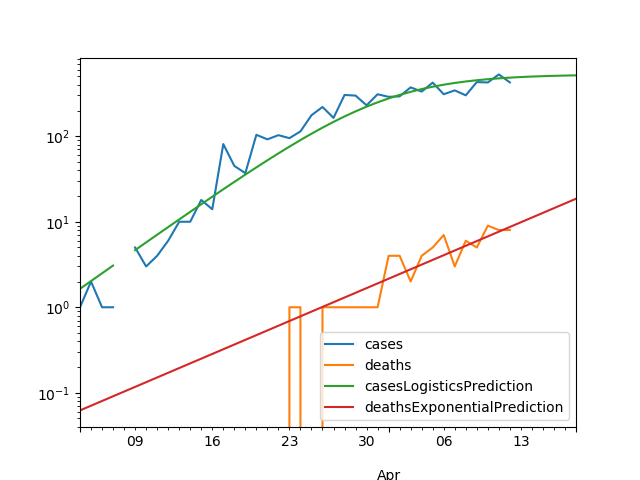 10²
10¹
10⁰
10⁻¹
cases
deaths
casesLogisticsPrediction
deathsExponentialPrediction
09 16 23 30 06 13
Apr